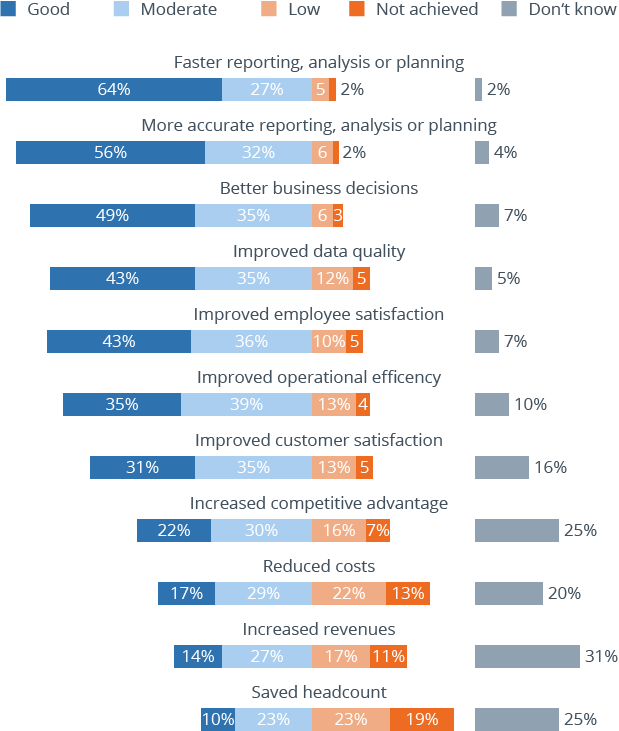 Good Moderate Low Not achieved Don't know
Faster reporting, analysis or planning
64% 27% 5 2% 2%
More accurate reporting, analysis or planning
56% 32% 6 2% 4%
Better business decisions
49% 35% 6 3 7%
Improved data quality
43% 35% 12% 5 5%
Improved employee satisfaction
43% 36% 10% 5 7%
Improved operational efficency
35% 39% 13% 4 10%
Improved customer satisfaction
31% 35% 13% 5 16%
Increased competitive advantage
22% 30% 16% 7% 25%
Reduced costs
17% 29% 22% 13% 20%
Increased revenues
14% 27% 17% 11% 31%
Saved headcount
10% 23% 23% 19% 25%